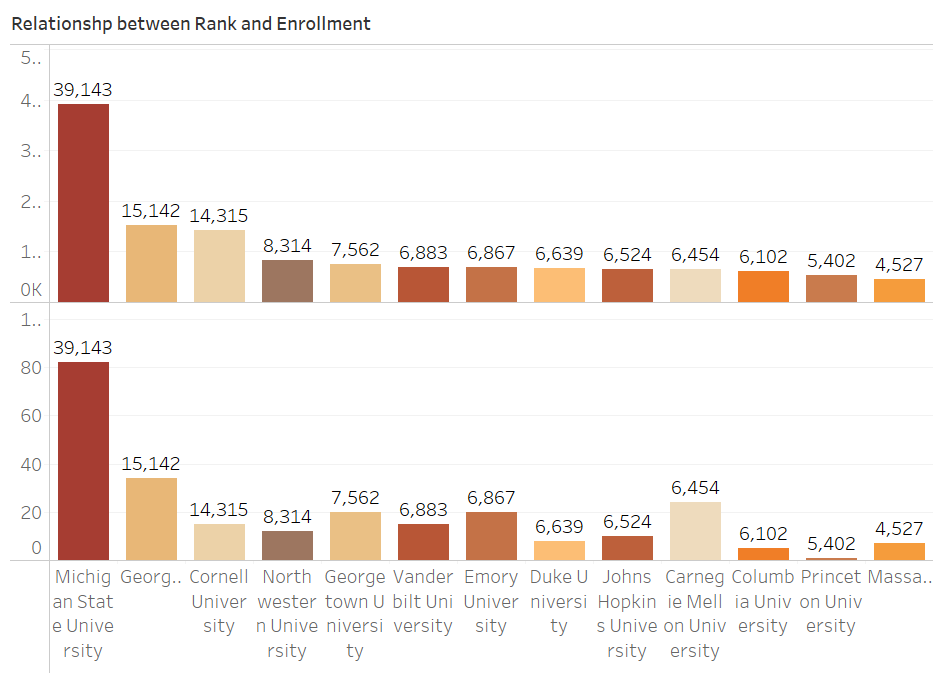 Relationshp between Rank and Enrollment
5..
4..
3..
2..
1..
0K
39,143
15,142
14,315
8,314
7,562
6,883
6,867
6,639
6,524
6,454
6,102
5,402
4,527
1..
80
60
40
20
0
39,143
15,142
14,315
8,314
7,562
6,883
6,867
6,639
6,524
6,454
6,102
5,402
4,527
Michig
an Stat
e Unive
rsity
Georg..
Cornell
Univer
sity
North
wester
n Unive
rsity
George
town U
niversi
ty
Vander
bilt Uni
versity
Emory
Univer
sity
Duke U
niversi
ty
Johns
Hopkin
s Unive
rsity
Carneg
ie Mell
on Univ
ersity
Columb
ia Univ
ersity
Princet
on Univ
ersity
Massa..